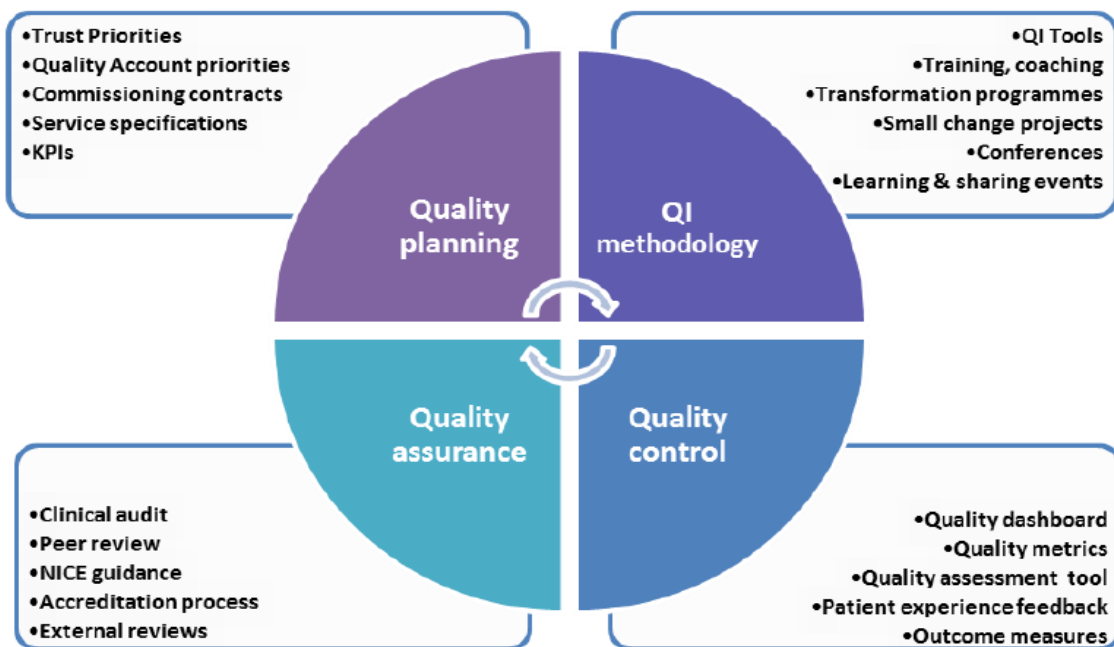 •Trust Priorities
•Quality Account priorities
•Commissioning contracts
•Service specifications
•KPIs
•QI Tools
•Training, coaching
•Transformation programmes
•Small change projects
•Conferences
•Learning & sharing events
Quality
planning
QI
methodology
Quality
assurance
Quality
control
•Clinical audit
•Peer review
•NICE guidance
•Accreditation process
•External reviews
•Quality dashboard
•Quality metrics
•Quality assessment tool
•Patient experience feedback
•Outcome measures